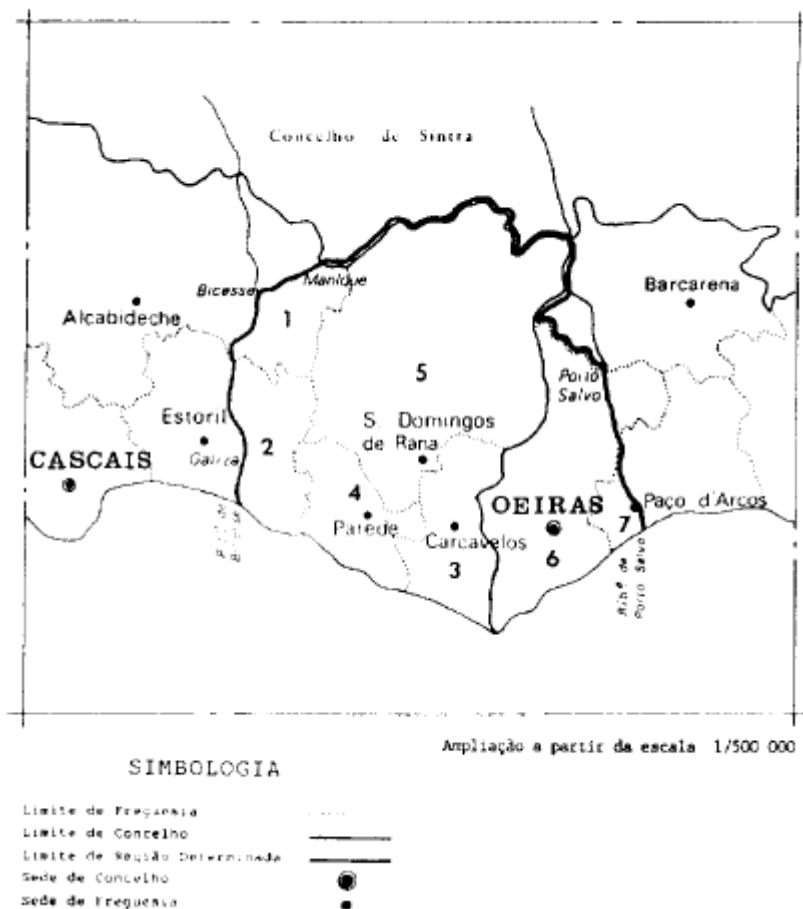 Concelho de Sintra
Bicesse
Manique
Barcarena
Alcabideche
1
5
Porto
Salvo
Estoril
Galiza
2
S. Domingos
de Rana
CASCAIS
4
Parede
OEIRAS
Paço d'Arcos
7
Carcavelos
3
6
Ribª de
Porto Salvo
Ampliação a partir da escala 1/500 000
SIMBOLOGIA
Limite de Freguesia
Limite de Concelho
Limite de Região Determinada
Sede de Concelho
Sede de Freguesia